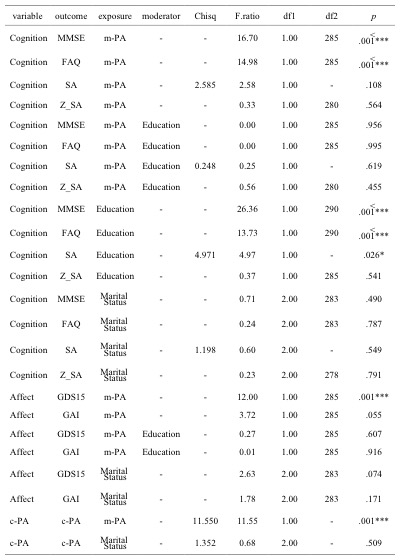 variable outcome exposure moderator Chisq F.ratio df1 df2 p
Cognition MMSE m-PA - - 16.70 1.00 285 < .001***
Cognition FAQ m-PA - - 14.98 1.00 285 < .001***
Cognition SA m-PA - 2.585 2.58 1.00 - .108
Cognition Z_SA m-PA - - 0.33 1.00 280 .564
Cognition MMSE m-PA Education - 0.00 1.00 285 .956
Cognition FAQ m-PA Education - 0.00 1.00 285 .995
Cognition SA m-PA Education 0.248 0.25 1.00 - .619
Cognition Z_SA m-PA Education - 0.56 1.00 280 .455
Cognition MMSE Education - - 26.36 1.00 290 < .001***
Cognition FAQ Education - - 13.73 1.00 290 < .001***
Cognition SA Education - 4.971 4.97 1.00 - .026*
Cognition Z_SA Education - - 0.37 1.00 285 .541
Cognition MMSE Marital Status - - 0.71 2.00 283 .490
Cognition FAQ Marital Status - - 0.24 2.00 283 .787
Cognition SA Marital Status - 1.198 0.60 2.00 - .549
Cognition Z_SA Marital Status - - 0.23 2.00 278 .791
Affect GDS15 m-PA - - 12.00 1.00 285 .001***
Affect GAI m-PA - - 3.72 1.00 285 .055
Affect GDS15 m-PA Education - 0.27 1.00 285 .607
Affect GAI m-PA Education - 0.01 1.00 285 .916
Affect GDS15 Marital Status - - 2.63 2.00 283 .074
Affect GAI Marital Status - - 1.78 2.00 283 .171
c-PA c-PA m-PA - 11.550 11.55 1.00 - .001***
c-PA c-PA Marital Status - 1.352 0.68 2.00 - .509